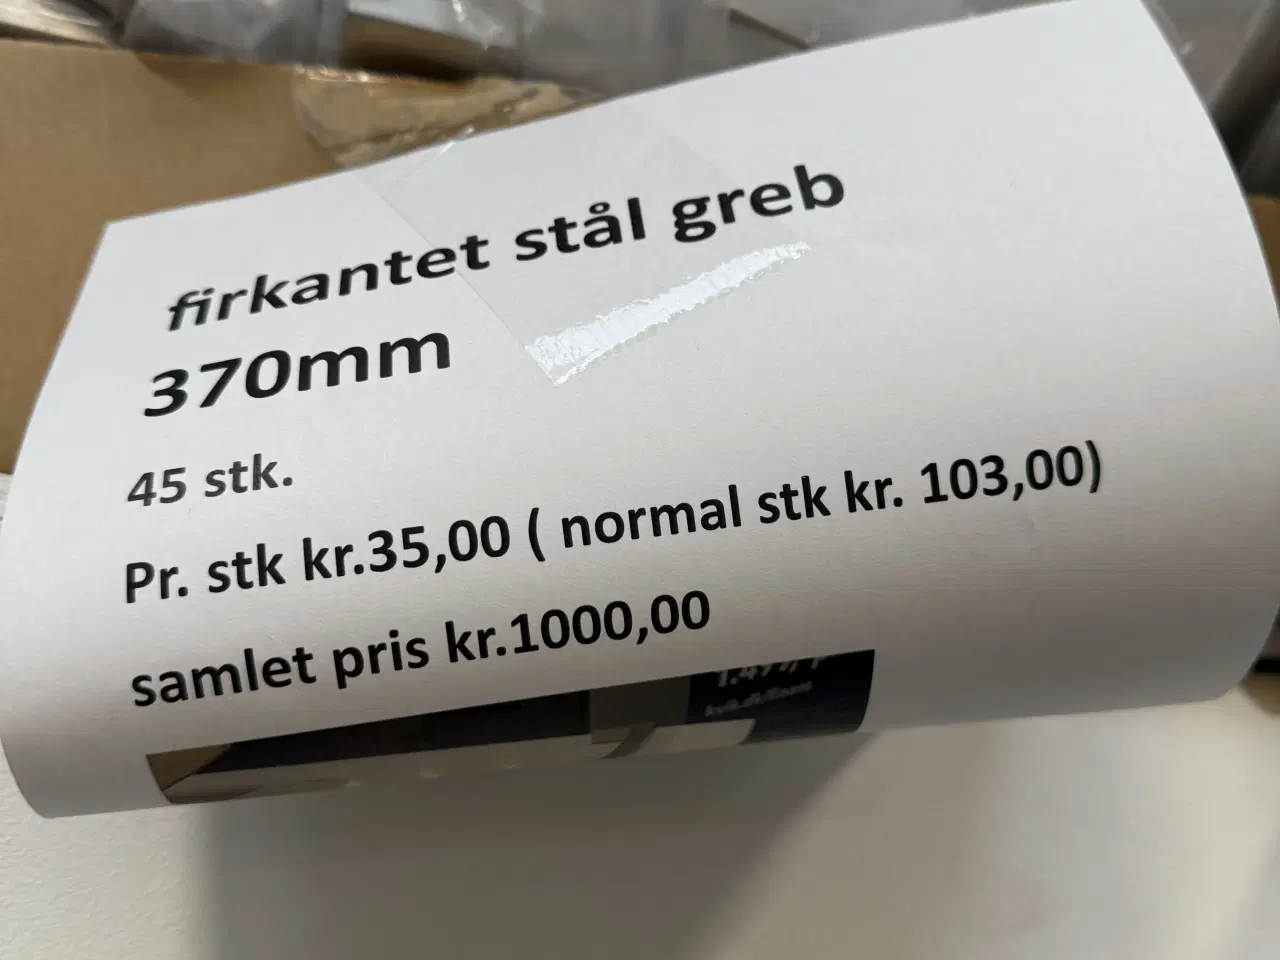 firkantet stål greb
370mm
45 stk.
Pr. stk kr.35,00 ( normal stk kr. 103,00)
samlet pris kr.1000,00